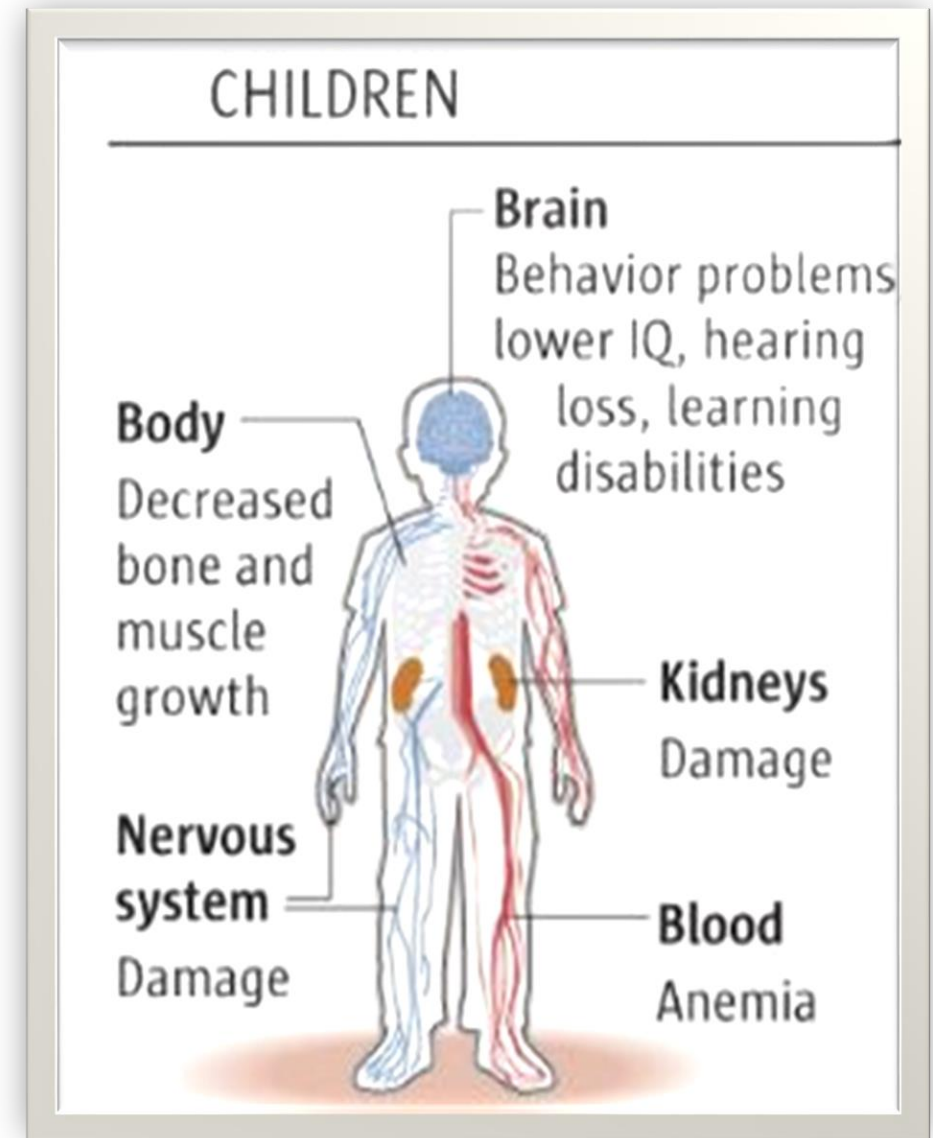 CHILDREN
Brain
Behavior problems
lower IQ, hearing
loss, learning
disabilities
Body
Decreased
bone and
muscle
growth
Kidneys
Damage
Nervous
system
Damage
Blood
Anemia